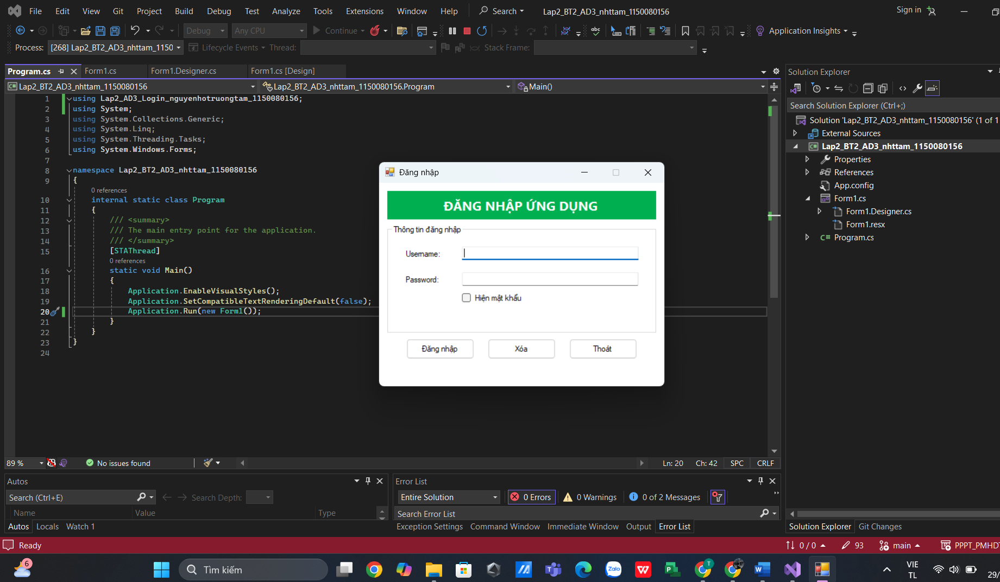 File Edit View Git Project Build Debug Test Analyze Tools Extensions Window Help Search Lap2_BT2_AD3_nhttam_1150080156 Sign in
Debug Any CPU Continue Application Insights
Process: [268] Lap2_BT2_AD3_nhttam_1150 Lifecycle Events Thread: Stack Frame:
Program.cs Form1.cs Form1.Designer.cs Form1.cs [Design]
Lap2_BT2_AD3_nhttam_1150080156 Lap2_BT2_AD3_nhttam_1150080156.Program Main()
1 using Lap2_AD3_Login_nguyenhotruongtam_1150080156;
2 using System;
3 using System.Collections.Generic;
4 using System.Linq;
5 using System.Threading.Tasks;
6 using System.Windows.Forms;
7
8 namespace Lap2_BT2_AD3_nhttam_1150080156
9 {
0 references
10 internal static class Program
11 {
12 /// <summary>
13 /// The main entry point for the application.
14 /// </summary>
15 [STAThread]
0 references
16 static void Main()
17 {
18 Application.EnableVisualStyles();
19 Application.SetCompatibleTextRenderingDefault(false);
20 Application.Run(new Form1());
21 }
22 }
23 }
24
Đăng nhập
ĐĂNG NHẬP ỨNG DỤNG
Thông tin đăng nhập
Username:
Password:
Hiện mật khẩu
Đăng nhập Xóa Thoát
Solution Explorer
Search Solution Explorer (Ctrl+;)
Solution 'Lap2_BT2_AD3_nhttam_1150080156' (1 of 1
External Sources
C# Lap2_BT2_AD3_nhttam_1150080156
Properties
References
App.config
Form1.cs
Form1.Designer.cs
Form1.resx
C# Program.cs
89 % No issues found Ln: 20 Ch: 42 SPC CRLF
Autos
Search (Ctrl+E) Search Depth:
Name Value Type
Autos Locals Watch 1
Error List
Entire Solution 0 Errors 0 Warnings 0 of 2 Messages
Search Error List
Exception Settings Command Window Immediate Window Output Error List
Solution Explorer Git Changes
Ready 0 / 0 93 main PPPT_PMHDT
6 Tìm kiếm Zalo VIE
TL
29/